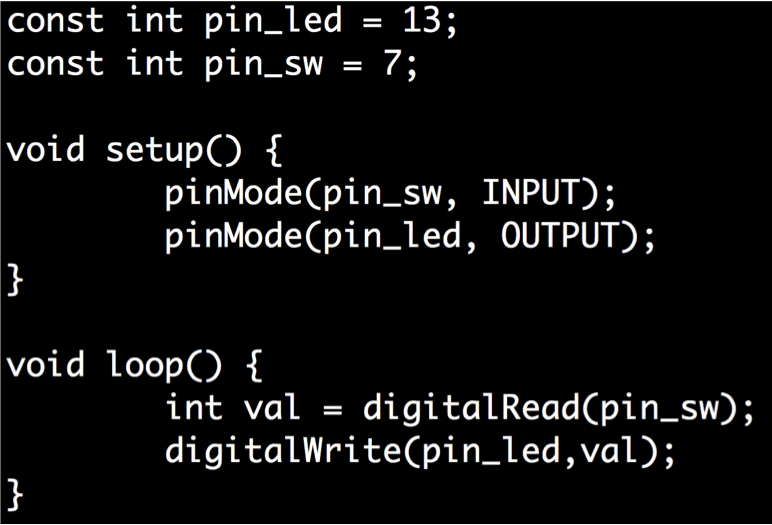 const int pin_led = 13;
const int pin_sw = 7;

void setup() {
        pinMode(pin_sw, INPUT);
        pinMode(pin_led, OUTPUT);
}

void loop() {
        int val = digitalRead(pin_sw);
        digitalWrite(pin_led,val);
}